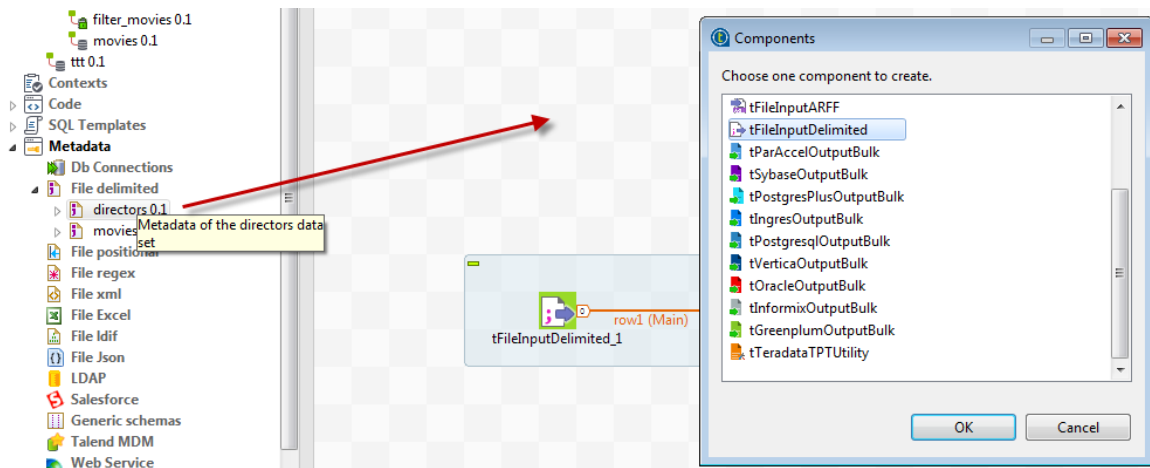 filter_movies 0.1
movies 0.1
ttt 0.1
Contexts
Code
SQL Templates
Metadata
Db Connections
File delimited
directors 0.1
movies
Metadata of the directors data
set
File positional
File regex
File xml
File Excel
File ldif
File Json
LDAP
Salesforce
Generic schemas
Talend MDM
Web Service
row1 (Main)
tFileInputDelimited_1
Components
Choose one component to create.
tFileInputARFF
tFileInputDelimited
tParAccelOutputBulk
tSybaseOutputBulk
tPostgresPlusOutputBulk
tIngresOutputBulk
tPostgresqlOutputBulk
tVerticaOutputBulk
tOracleOutputBulk
tInformixOutputBulk
tGreenplumOutputBulk
tTeradataTPTUtility
OK
Cancel